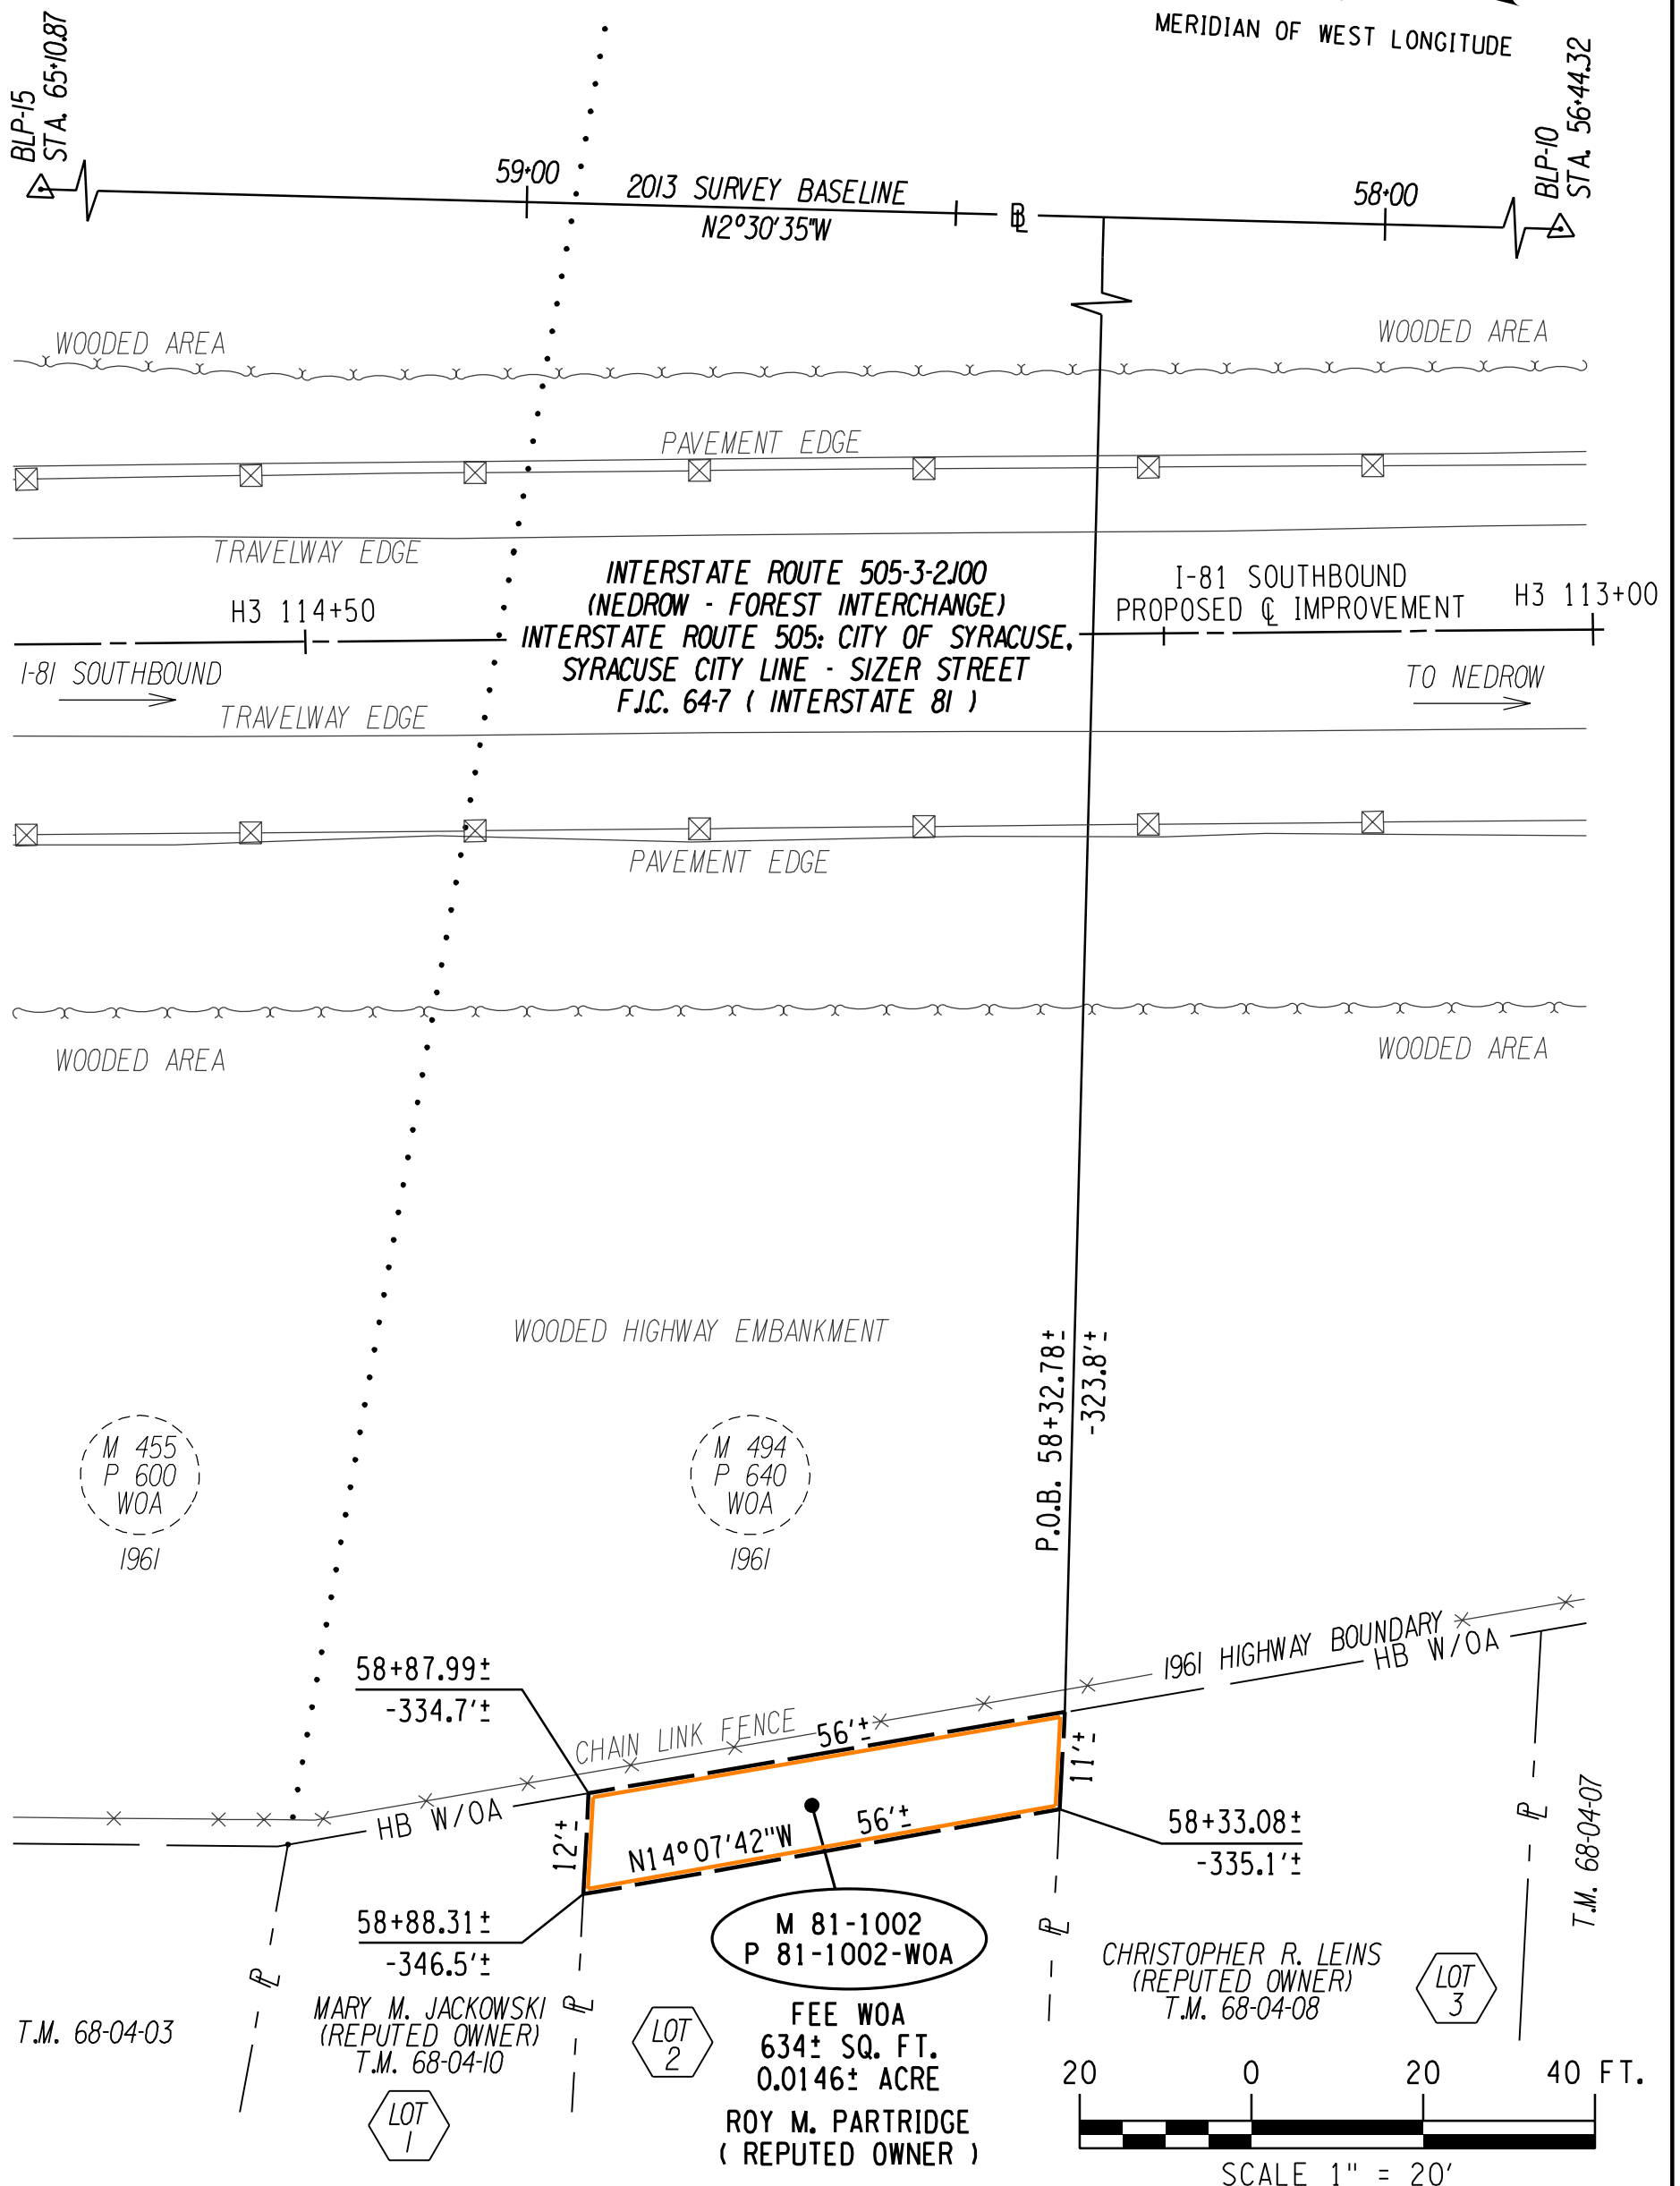 MERIDIAN OF WEST LONGITUDE
BLP-15
STA. 65+10.87
BLP-10
STA. 56+44.32
59+00
2013 SURVEY BASELINE
N2°30'35"W
58+00
WOODED AREA
WOODED AREA
PAVEMENT EDGE
TRAVELWAY EDGE
INTERSTATE ROUTE 505-3-2.100
(NEDROW - FOREST INTERCHANGE)
INTERSTATE ROUTE 505: CITY OF SYRACUSE,
SYRACUSE CITY LINE - SIZER STREET
F.I.C. 64-7 ( INTERSTATE 81 )
H3 114+50
I-81 SOUTHBOUND
PROPOSED ℄ IMPROVEMENT
H3 113+00
I-81 SOUTHBOUND
TO NEDROW
TRAVELWAY EDGE
PAVEMENT EDGE
WOODED AREA
WOODED AREA
WOODED HIGHWAY EMBANKMENT
P.O.B. 58+32.78±
-323.8'±
M 455
P 600
WOA
1961
M 494
P 640
WOA
1961
1961 HIGHWAY BOUNDARY
HB W/OA
58+87.99±
-334.7'±
CHAIN LINK FENCE
56'±
11'±
HB W/OA
12'±
N14°07'42"W
56'±
58+33.08±
-335.1'±
T.M. 68-04-07
58+88.31±
-346.5'±
M 81-1002
P 81-1002-WOA
FEE WOA
634± SQ. FT.
0.0146± ACRE
ROY M. PARTRIDGE
( REPUTED OWNER )
CHRISTOPHER R. LEINS
(REPUTED OWNER)
T.M. 68-04-08
LOT
3
T.M. 68-04-03
MARY M. JACKOWSKI
(REPUTED OWNER)
T.M. 68-04-10
LOT
1
LOT
2
20 0 20 40 FT.
SCALE 1" = 20'